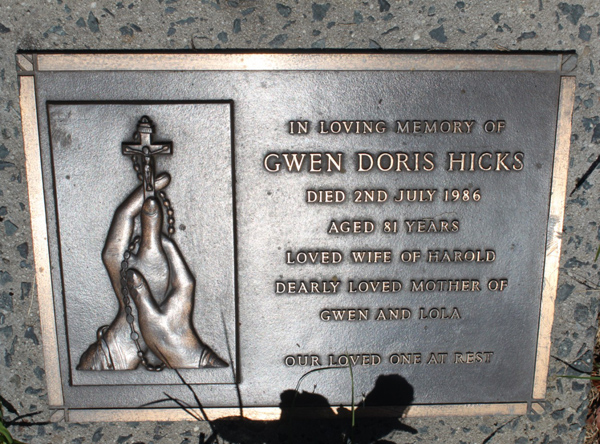 IN LOVING MEMORY OF
GWEN DORIS HICKS
DIED 2ND JULY 1986
AGED 81 YEARS
LOVED WIFE OF HAROLD
DEARLY LOVED MOTHER OF
GWEN AND LOLA
OUR LOVED ONE AT REST